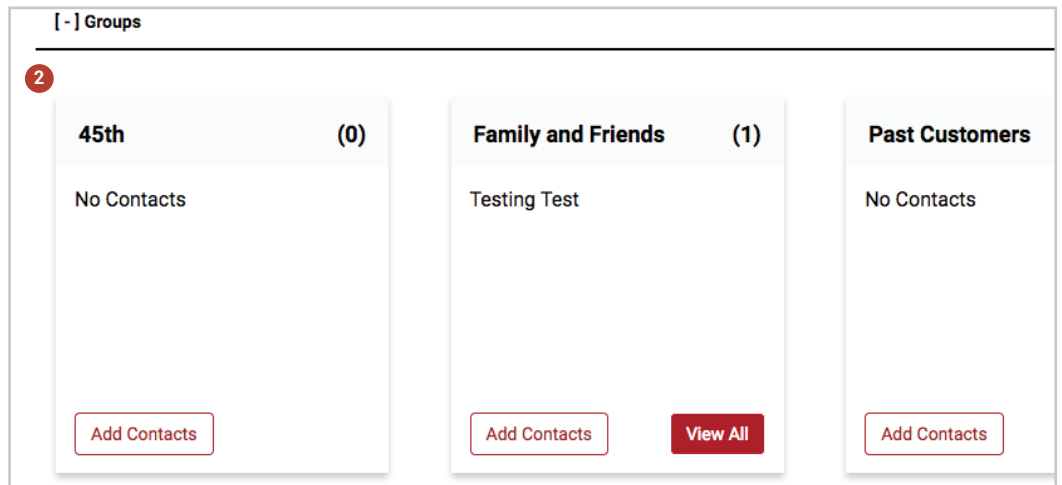 [ - ] Groups
2
45th (0)
No Contacts
Add Contacts
Family and Friends (1)
Testing Test
Add Contacts View All
Past Customers
No Contacts
Add Contacts